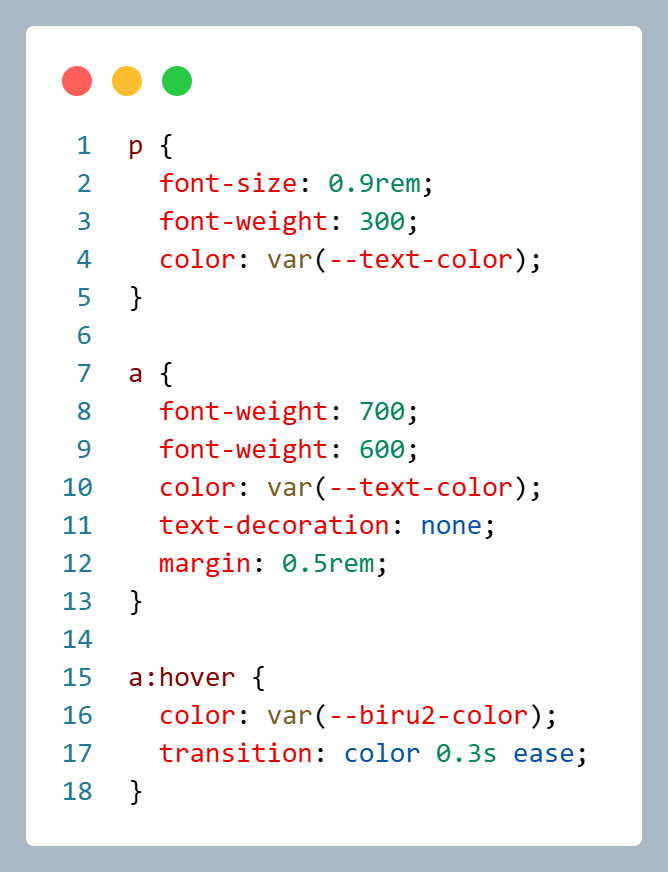 1 p {
2   font-size: 0.9rem;
3   font-weight: 300;
4   color: var(--text-color);
5 }
6
7 a {
8   font-weight: 700;
9   font-weight: 600;
10   color: var(--text-color);
11   text-decoration: none;
12   margin: 0.5rem;
13 }
14
15 a:hover {
16   color: var(--biru2-color);
17   transition: color 0.3s ease;
18 }